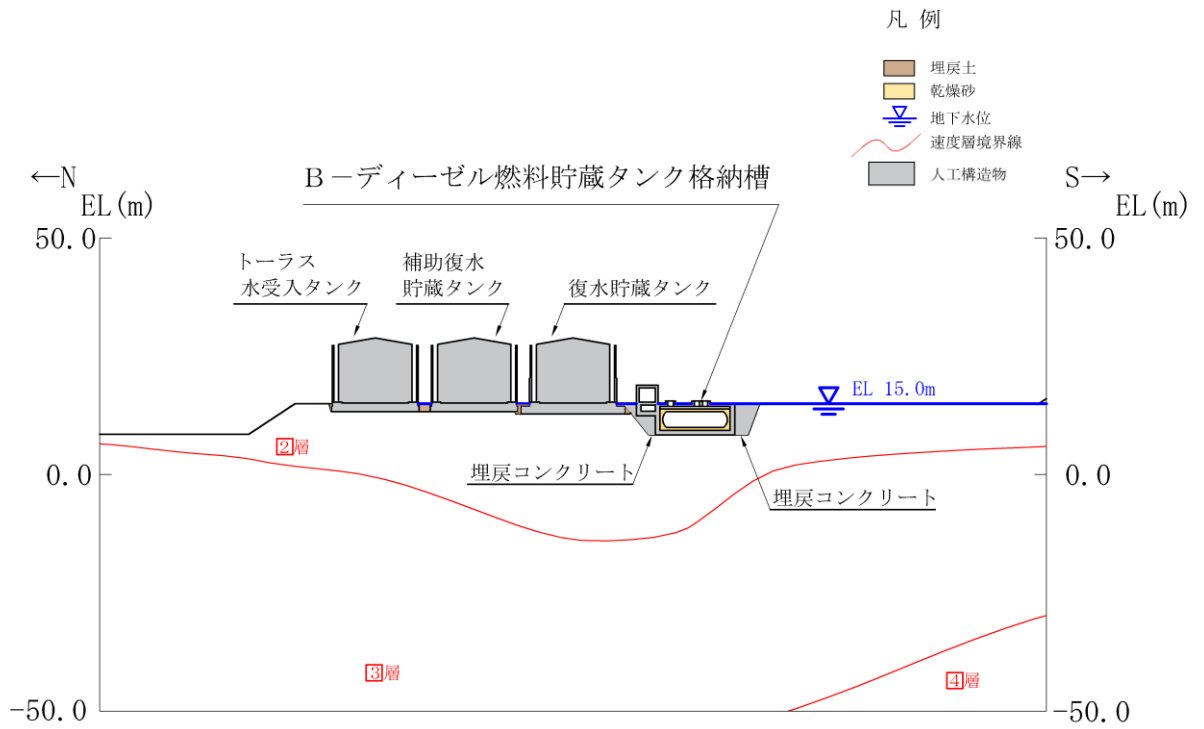 凡 例
埋戻土
乾燥砂
地下水位
速度層境界線
人工構造物
←N
EL(m)
B-ディーゼル燃料貯蔵タンク格納槽
S→
EL(m)
50.0
50.0
トーラス
水受入タンク
補助復水
貯蔵タンク
復水貯蔵タンク
EL 15.0m
②層
0.0
0.0
埋戻コンクリート
埋戻コンクリート
③層
④層
-50.0
-50.0